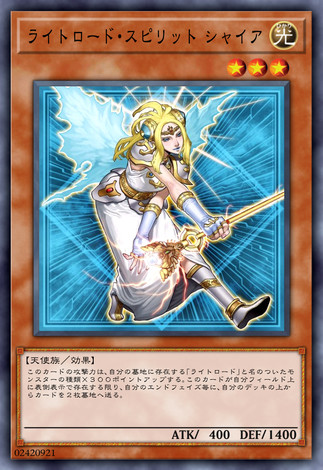 ライトロード・スピリット シャイア
光
【天使族／効果】
このカードの攻撃力は、自分の墓地に存在する「ライトロード」と名のついたモ
ンスターの種類×３００ポイントアップする。このカードが自分フィールド上
に表側表示で存在する限り、自分のエンドフェイズ毎に、自分のデッキの上か
らカードを２枚墓地へ送る。
ATK/ 400 DEF/1400
02420921